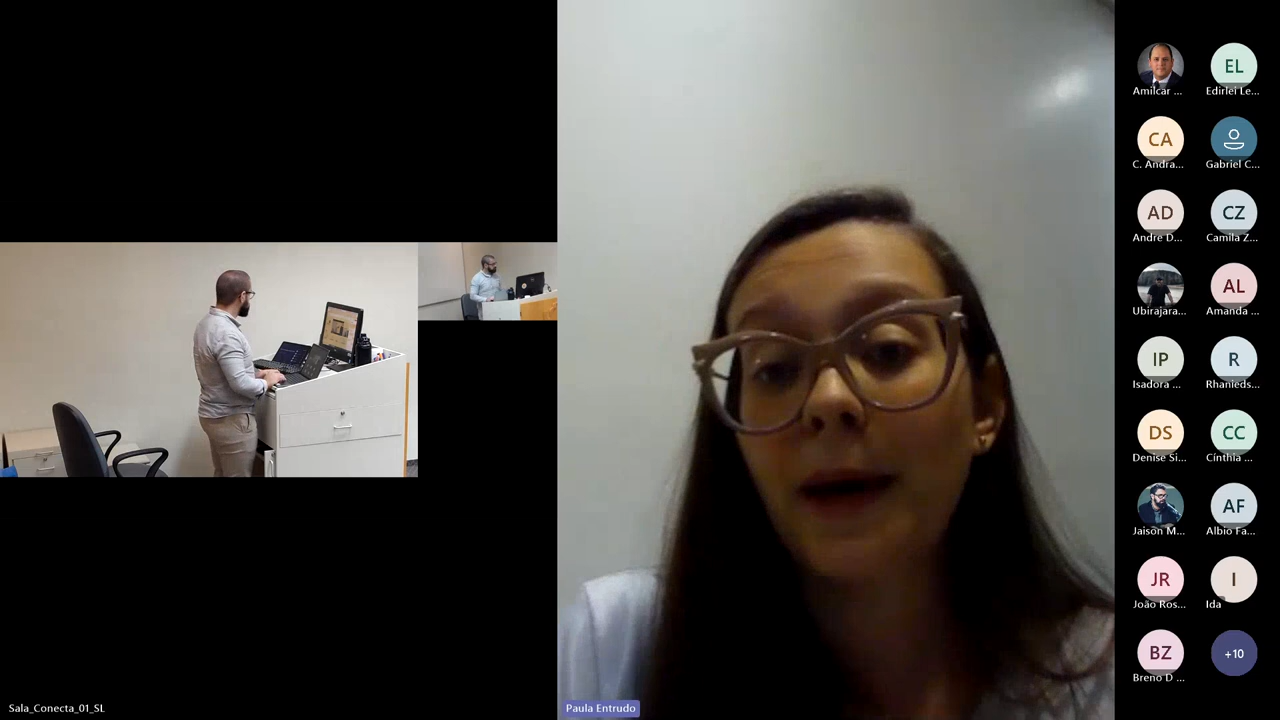 Amilcar ...
EL
Edirlei Le...
CA
C. Andra...
Gabriel C...
AD
Andre D...
CZ
Camila Z...
Ubirajara...
AL
Amanda ...
IP
Isadora ...
R
Rhanieds...
DS
Denise Si...
CC
Cínthia ...
Jaison M...
AF
Albio Fa...
JR
João Ros...
I
Ida
BZ
Breno D ...
+10
Sala_Conecta_01_SL
Paula Entrudo